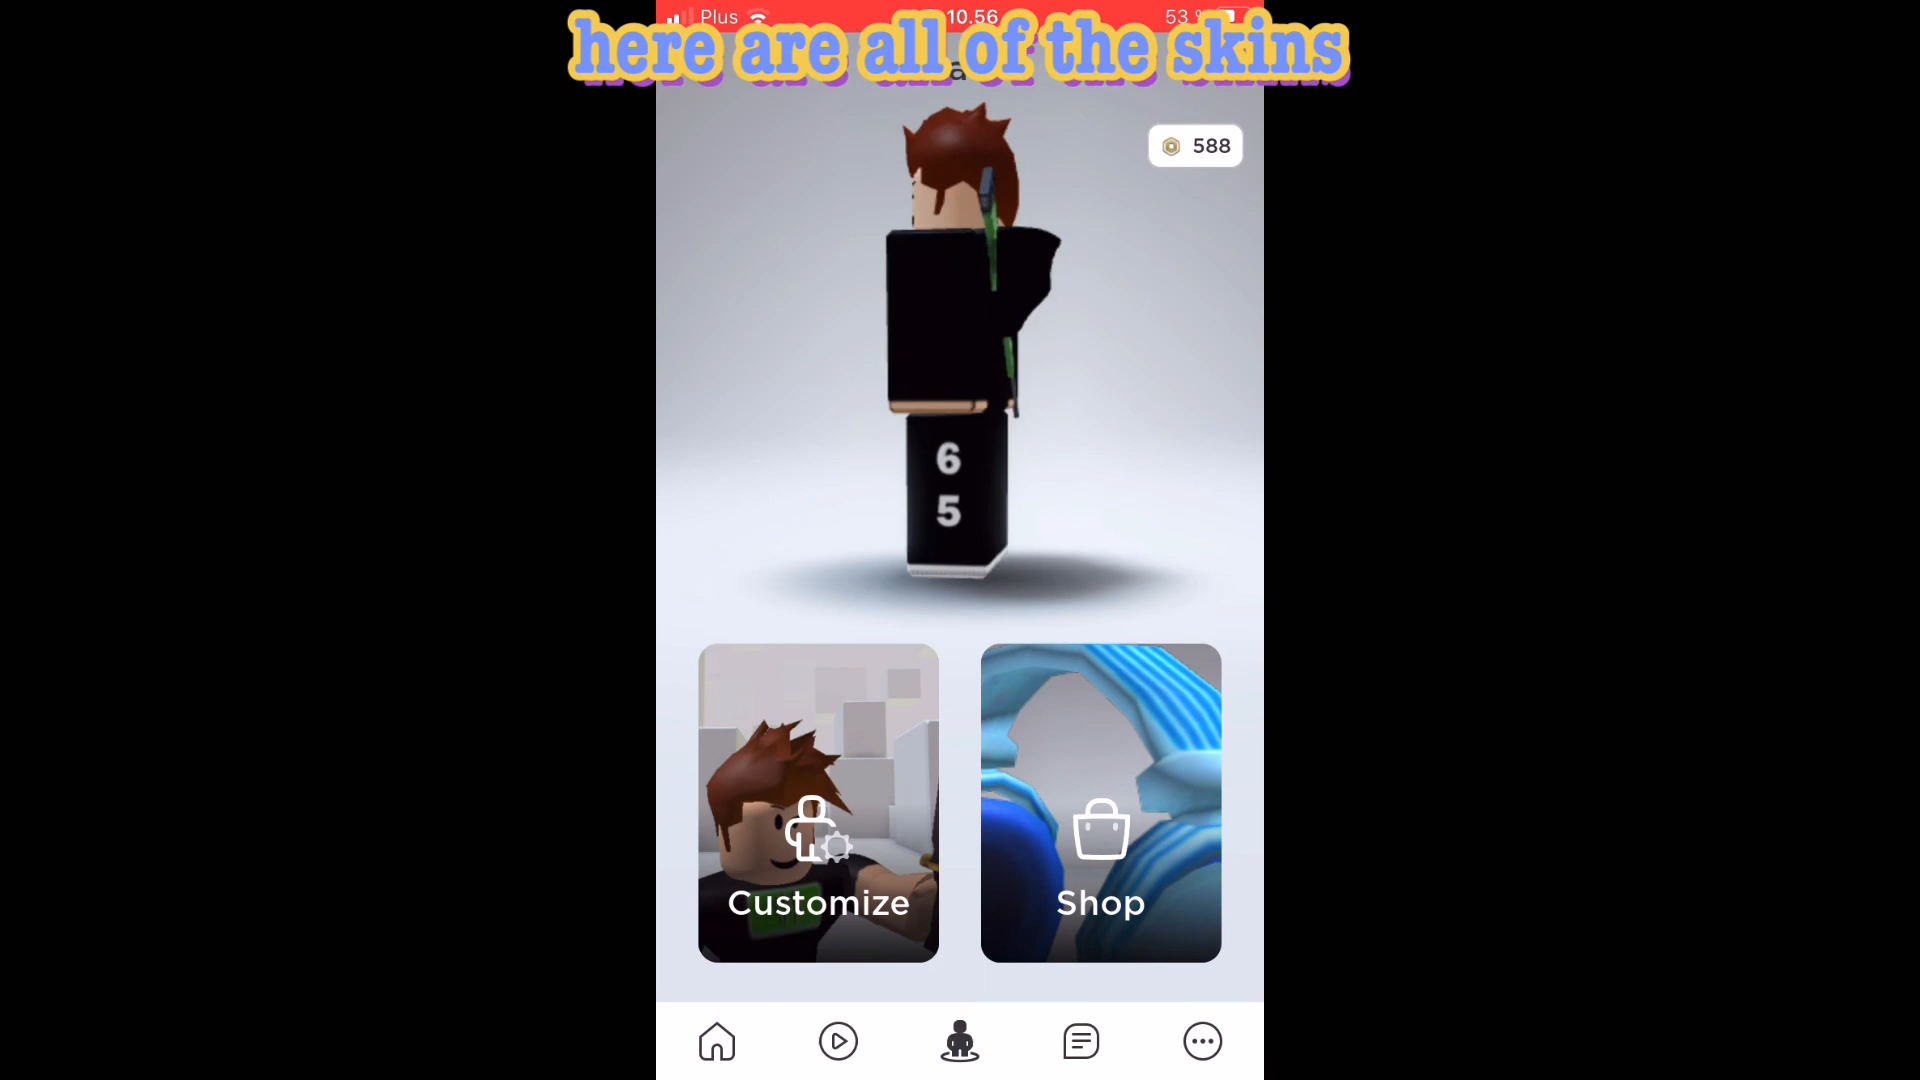 Plus 10.56 53 %
here are all of the skins
588
6
5
Customize
Shop